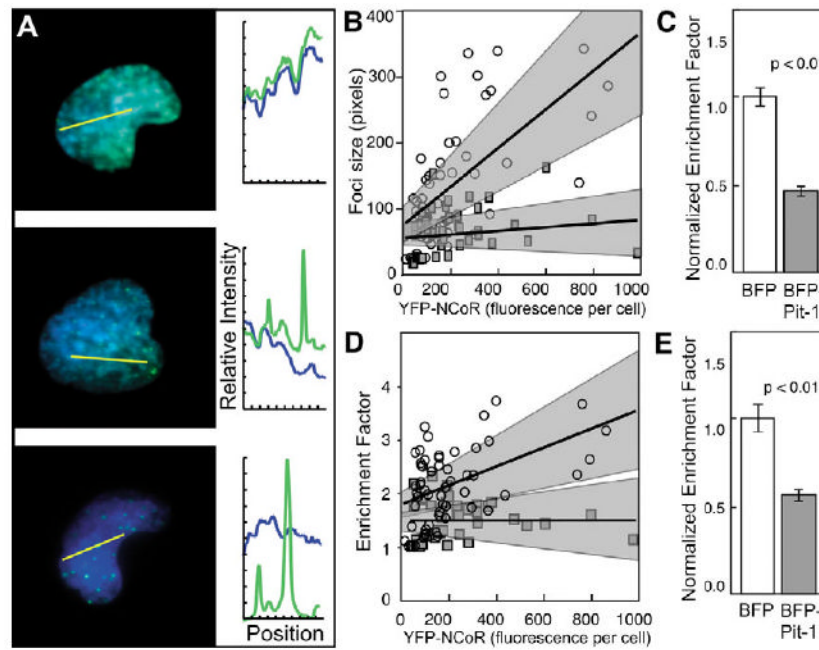 A
Relative Intensity
Position
B
Foci size (pixels)
400
300
200
100
0
0 200 400 600 800 1000
YFP-NCoR (fluorescence per cell)
C
Normalized Enrichment Factor
1.5
1.0
0.5
0.0
p < 0.0
BFP BFP-
Pit-1
D
Enrichment Factor
4
3
2
1
0
0 200 400 600 800 1000
YFP-NCoR (fluorescence per cell)
E
Normalized Enrichment Factor
1.5
1.0
0.5
0.0
p < 0.01
BFP BFP-
Pit-1